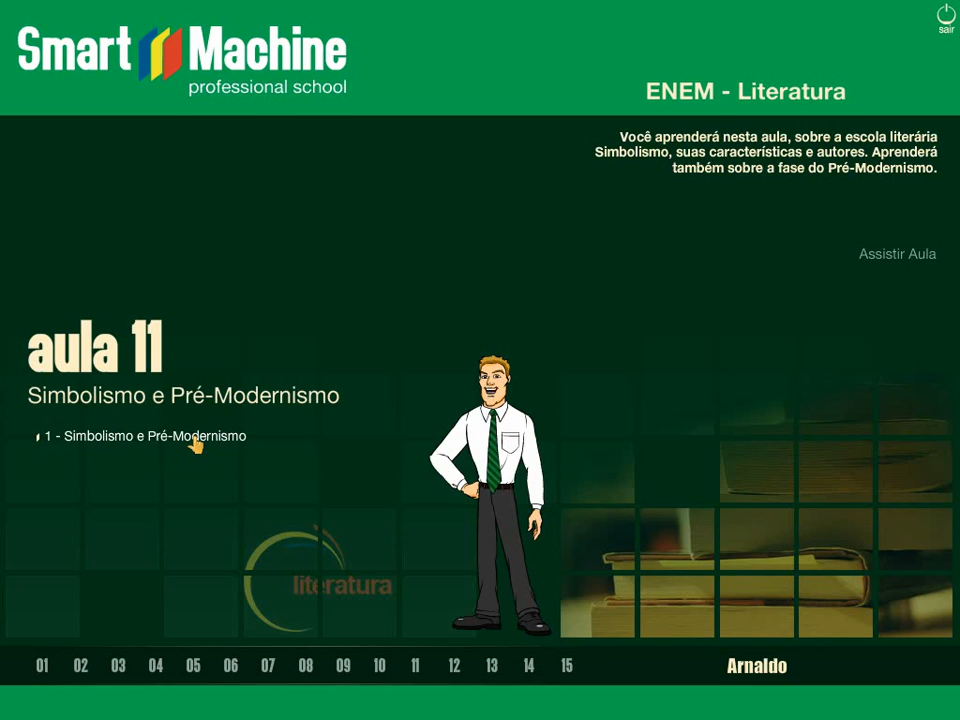 Smart Machine
professional school
sair
ENEM - Literatura
Você aprenderá nesta aula, sobre a escola literária
Simbolismo, suas características e autores. Aprenderá
também sobre a fase do Pré-Modernismo.
Assistir Aula
aula 11
Simbolismo e Pré-Modernismo
1 - Simbolismo e Pré-Modernismo
literatura
01 02 03 04 05 06 07 08 09 10 11 12 13 14 15
Arnaldo